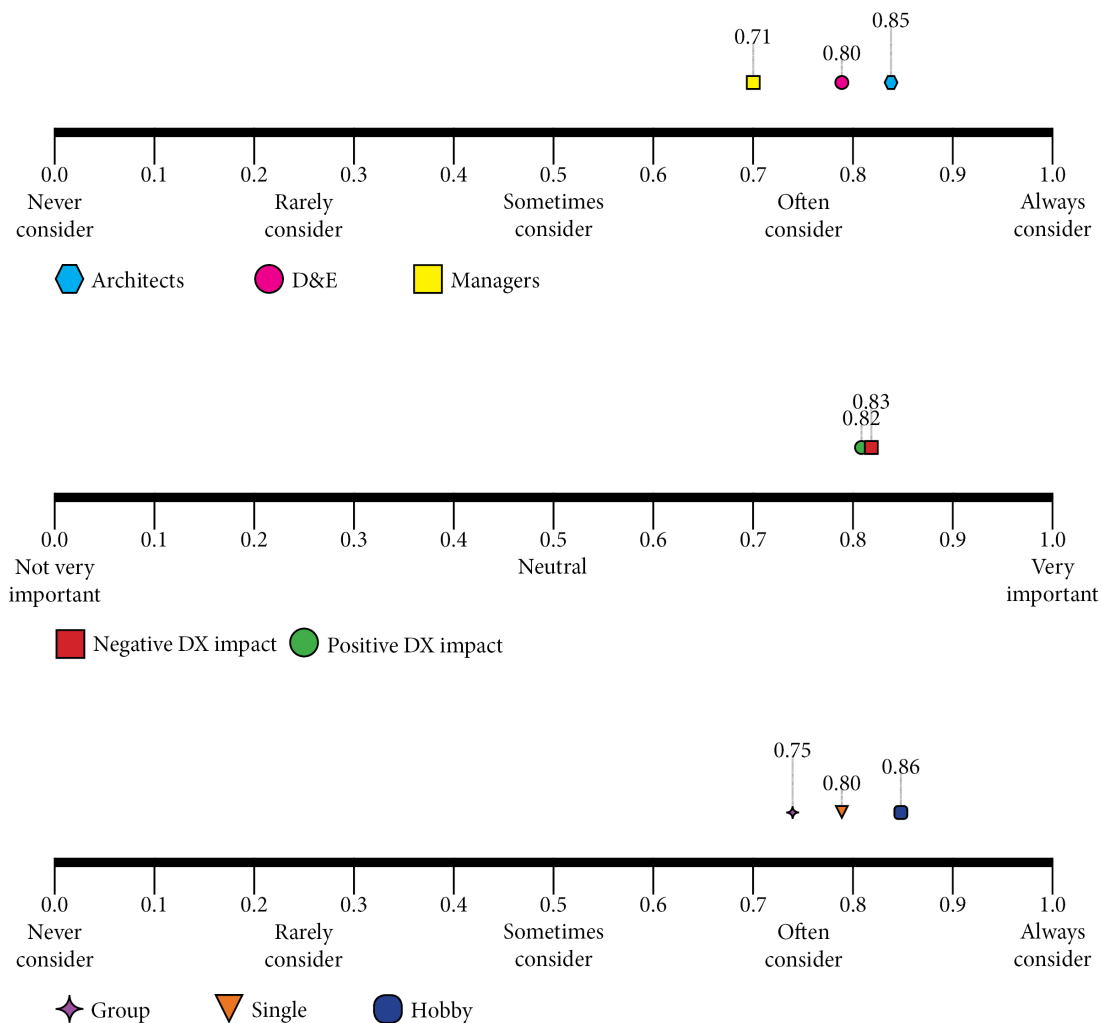 0.85
0.71
0.80
0.0 0.1 0.2 0.3 0.4 0.5 0.6 0.7 0.8 0.9 1.0
Never Rarely Sometimes Often Always
consider consider consider consider consider
Architects D&E Managers
0.83
0.82
0.0 0.1 0.2 0.3 0.4 0.5 0.6 0.7 0.8 0.9 1.0
Not very Neutral Very
important important
Negative DX impact Positive DX impact
0.75
0.86
0.80
0.0 0.1 0.2 0.3 0.4 0.5 0.6 0.7 0.8 0.9 1.0
Never Rarely Sometimes Often Always
consider consider consider consider consider
Group Single Hobby